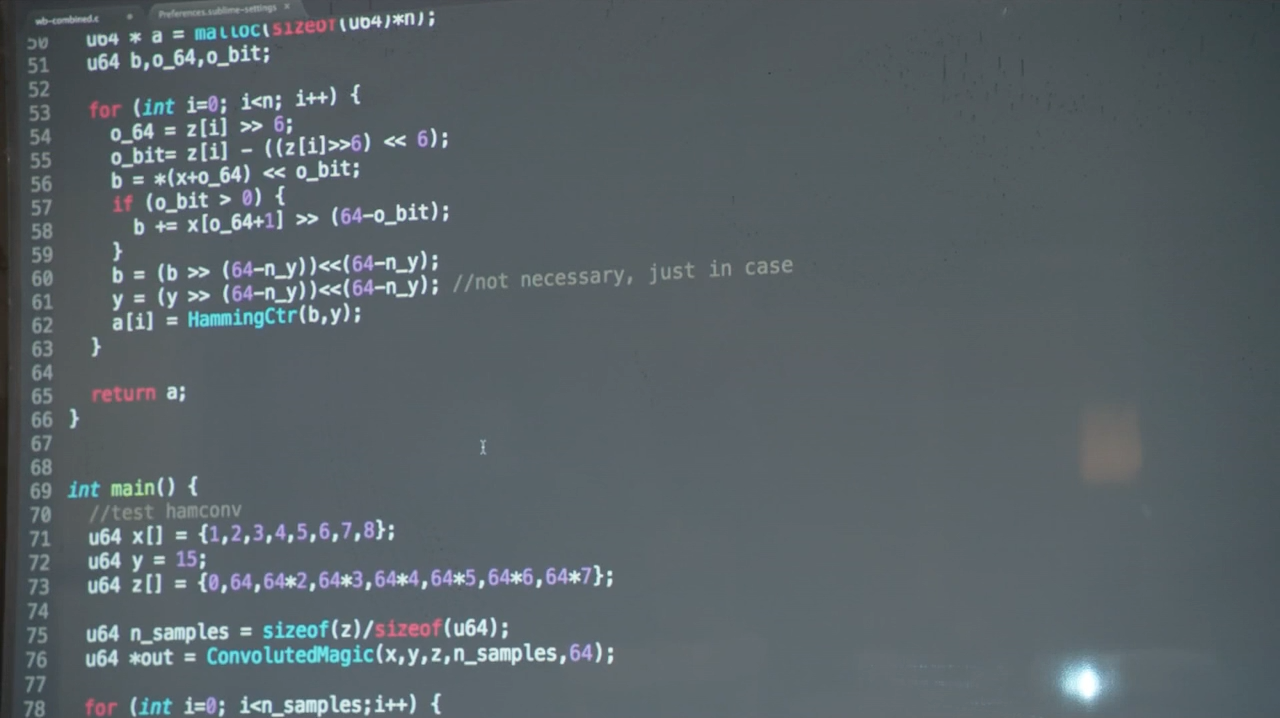 wb-combined.c
Preferences.sublime-settings ×
50 u64 * a = malloc(sizeof(u64)*n);
51 u64 b,o_64,o_bit;
52
53 for (int i=0; i<n; i++) {
54 o_64 = z[i] >> 6;
55 o_bit= z[i] - ((z[i]>>6) << 6);
56 b = *(x+o_64) << o_bit;
57 if (o_bit > 0) {
58 b += x[o_64+1] >> (64-o_bit);
59 }
60 b = (b >> (64-n_y))<<(64-n_y);
61 y = (y >> (64-n_y))<<(64-n_y); //not necessary, just in case
62 a[i] = HammingCtr(b,y);
63 }
64
65 return a;
66 }
67
68
69 int main() {
70 //test hamconv
71 u64 x[] = {1,2,3,4,5,6,7,8};
72 u64 y = 15;
73 u64 z[] = {0,64,64*2,64*3,64*4,64*5,64*6,64*7};
74
75 u64 n_samples = sizeof(z)/sizeof(u64);
76 u64 *out = ConvolutedMagic(x,y,z,n_samples,64);
77
78 for (int i=0; i<n_samples;i++) {